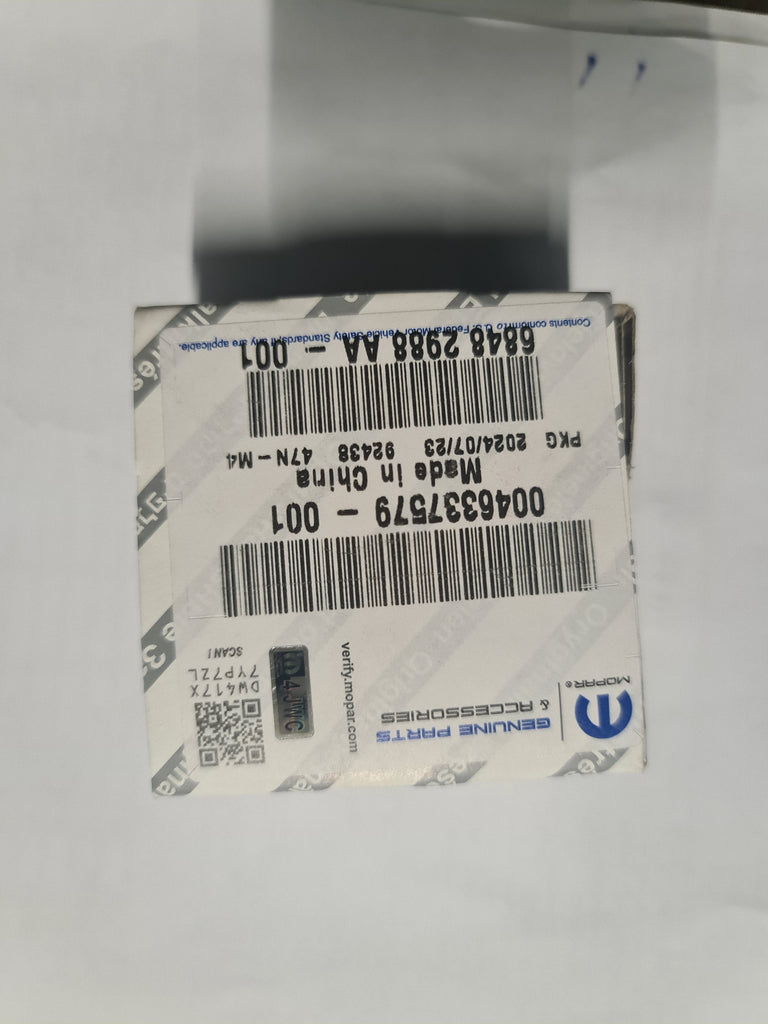 MOPAR®
GENUINE PARTS
& ACCESSORIES
verify.mopar.com
4JWC
DW417X
7YP7ZL
SCAN!
0046337579 - 001
Made in China
PKG 2024/07/23 92438 47N-M4
6848 2988 AA - 001
Contents conform to U.S. Federal Motor Vehicle Safety Standards, if any are applicable.